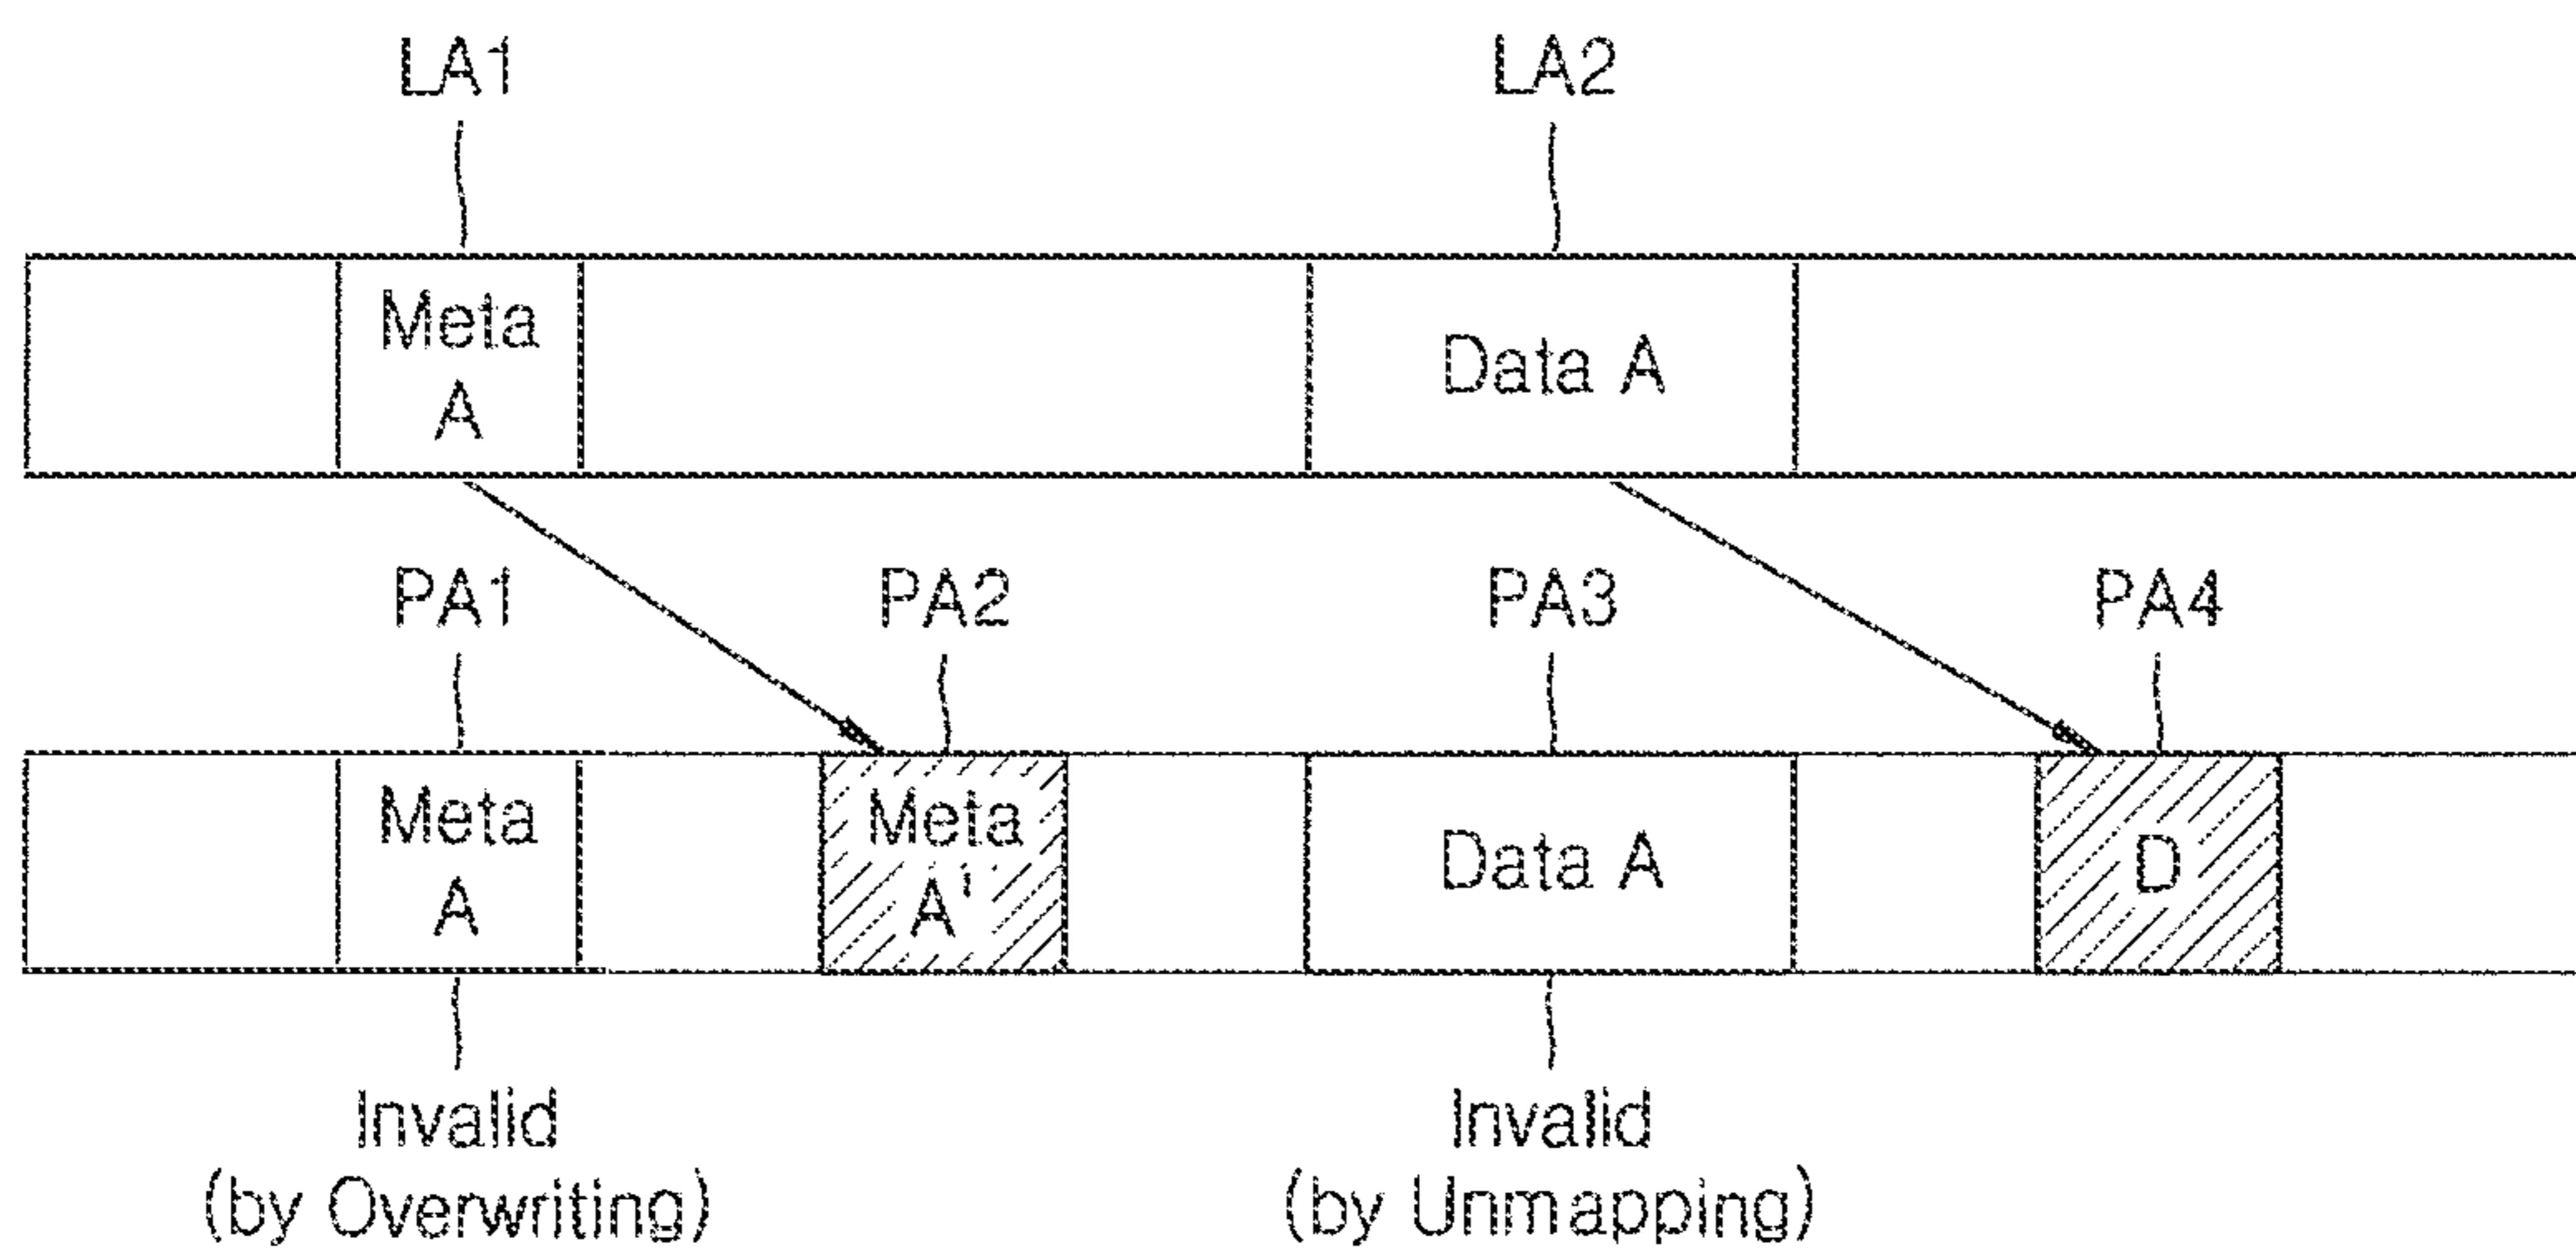 LA1 LA2
Meta
A
Data A
PA1 PA2 PA3 PA4
Meta
A
Meta
A'
Data A
D
Invalid
(by Overwriting)
Invalid
(by Unmapping)